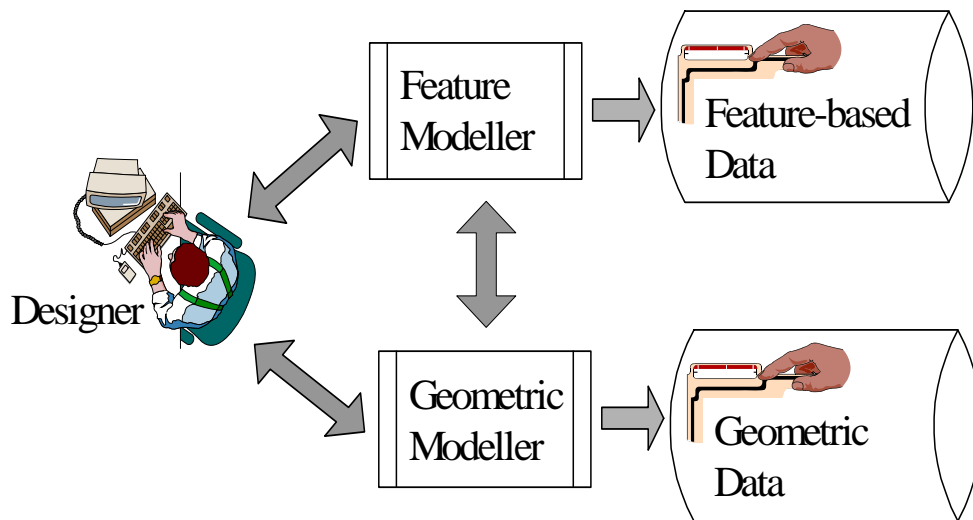 Feature
Modeller
Feature-based
Data
Designer
Geometric
Modeller
Geometric
Data